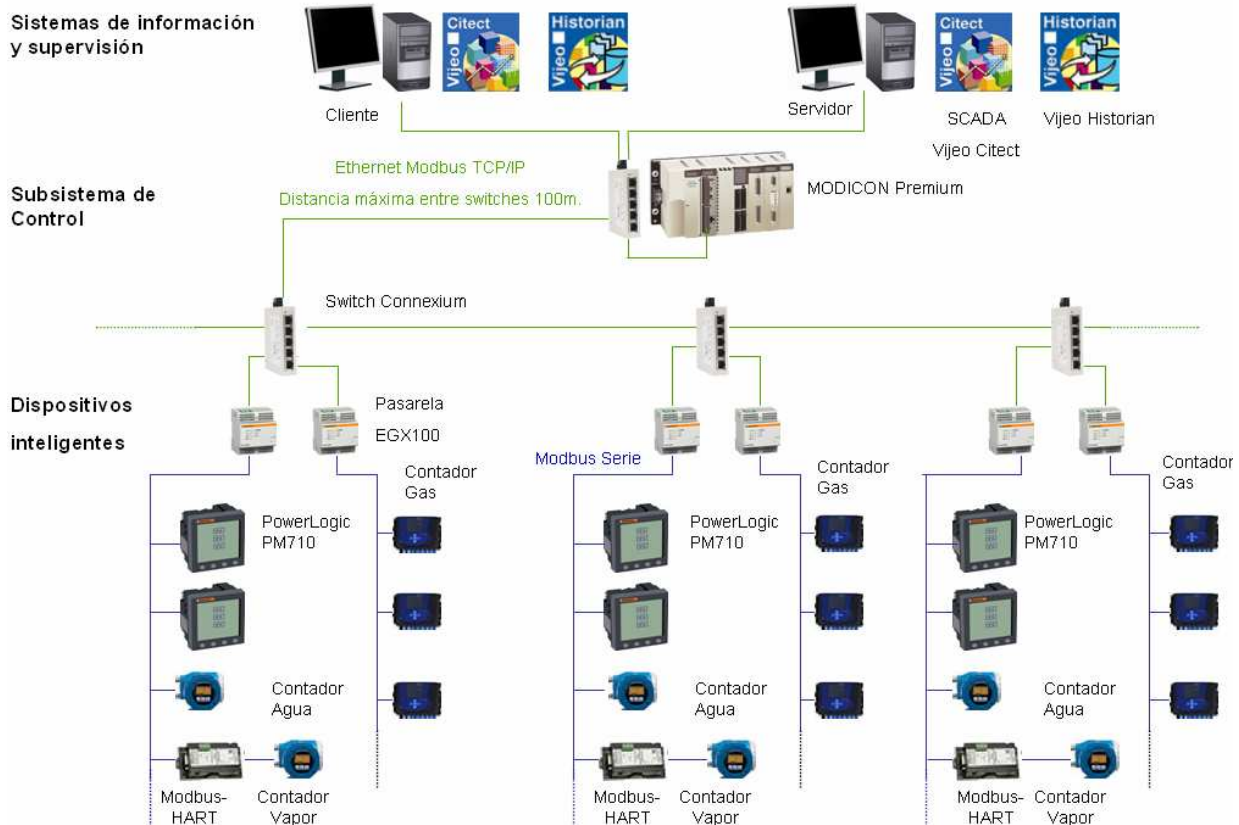 Sistemas de información
y supervisión
Vijeo
Citect
Vijeo
Historian
Vijeo
Citect
Vijeo
Historian
Cliente
Servidor
SCADA
Vijeo Citect
Vijeo Historian
Ethernet Modbus TCP/IP
Distancia máxima entre switches 100m.
MODICON Premium
Subsistema de
Control
Switch Connexium
Dispositivos
inteligentes
Pasarela
EGX100
Modbus Serie
Contador
Gas
Contador
Gas
Contador
Gas
PowerLogic
PM710
PowerLogic
PM710
PowerLogic
PM710
Contador
Agua
Contador
Agua
Contador
Agua
Modbus-
HART
Contador
Vapor
Modbus-
HART
Contador
Vapor
Modbus-
HART
Contador
Vapor